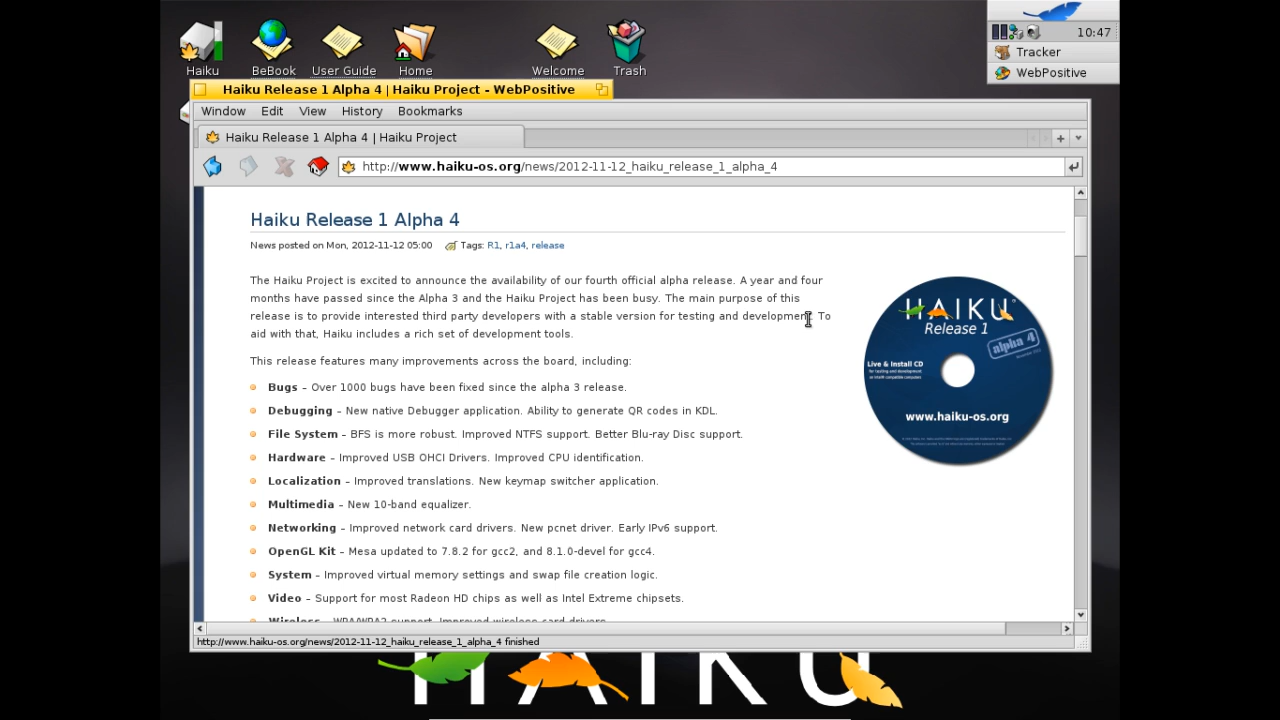 10:47
Tracker
WebPositive
Haiku
BeBook
User Guide
Home
Welcome
Trash
Haiku Release 1 Alpha 4 | Haiku Project - WebPositive
Window Edit View History Bookmarks
Haiku Release 1 Alpha 4 | Haiku Project
http://www.haiku-os.org/news/2012-11-12_haiku_release_1_alpha_4
Haiku Release 1 Alpha 4
News posted on Mon, 2012-11-12 05:00 Tags: R1, r1a4, release
The Haiku Project is excited to announce the availability of our fourth official alpha release. A year and four
months have passed since the Alpha 3 and the Haiku Project has been busy. The main purpose of this
release is to provide interested third party developers with a stable version for testing and development. To
aid with that, Haiku includes a rich set of development tools.
This release features many improvements across the board, including:
Bugs – Over 1000 bugs have been fixed since the alpha 3 release.
Debugging – New native Debugger application. Ability to generate QR codes in KDL.
File System – BFS is more robust. Improved NTFS support. Better Blu-ray Disc support.
Hardware – Improved USB OHCI Drivers. Improved CPU identification.
Localization – Improved translations. New keymap switcher application.
Multimedia – New 10-band equalizer.
Networking – Improved network card drivers. New pcnet driver. Early IPv6 support.
OpenGL Kit – Mesa updated to 7.8.2 for gcc2, and 8.1.0-devel for gcc4.
System – Improved virtual memory settings and swap file creation logic.
Video – Support for most Radeon HD chips as well as Intel Extreme chipsets.
Wireless – WPA/WPA2 support. Improved wireless card drivers.
HAIKU
Release 1
alpha 4
Live & Install CD
www.haiku-os.org
http://www.haiku-os.org/news/2012-11-12_haiku_release_1_alpha_4 finished
HAIKU